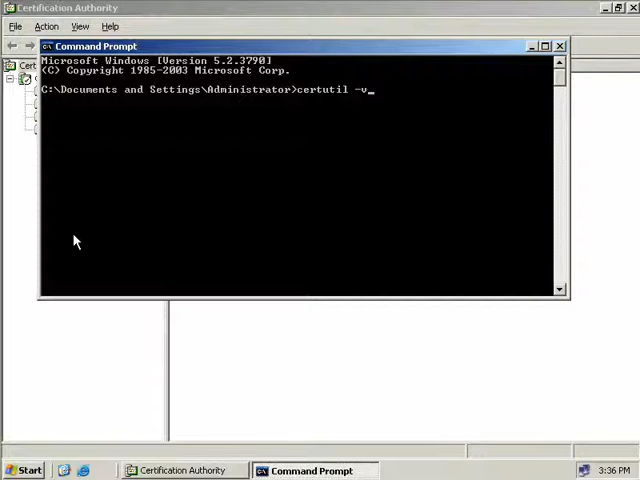 Certification Authority
File Action View Help
Command Prompt
Cert
Microsoft Windows [Version 5.2.3790]
(C) Copyright 1985-2003 Microsoft Corp.
C:\Documents and Settings\Administrator>certutil -v_
Start Certification Authority Command Prompt 3:36 PM